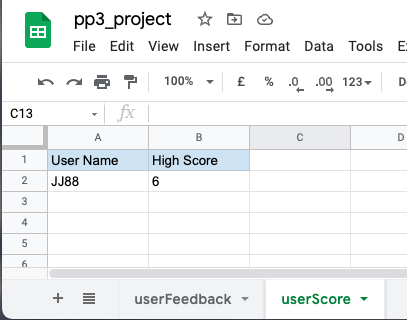 pp3_project
File Edit View Insert Format Data Tools
100% £ % .0 .00 123
C13 fx
A B C D
1 User Name High Score
2 JJ88 6
3
4
5
6
+ userFeedback userScore